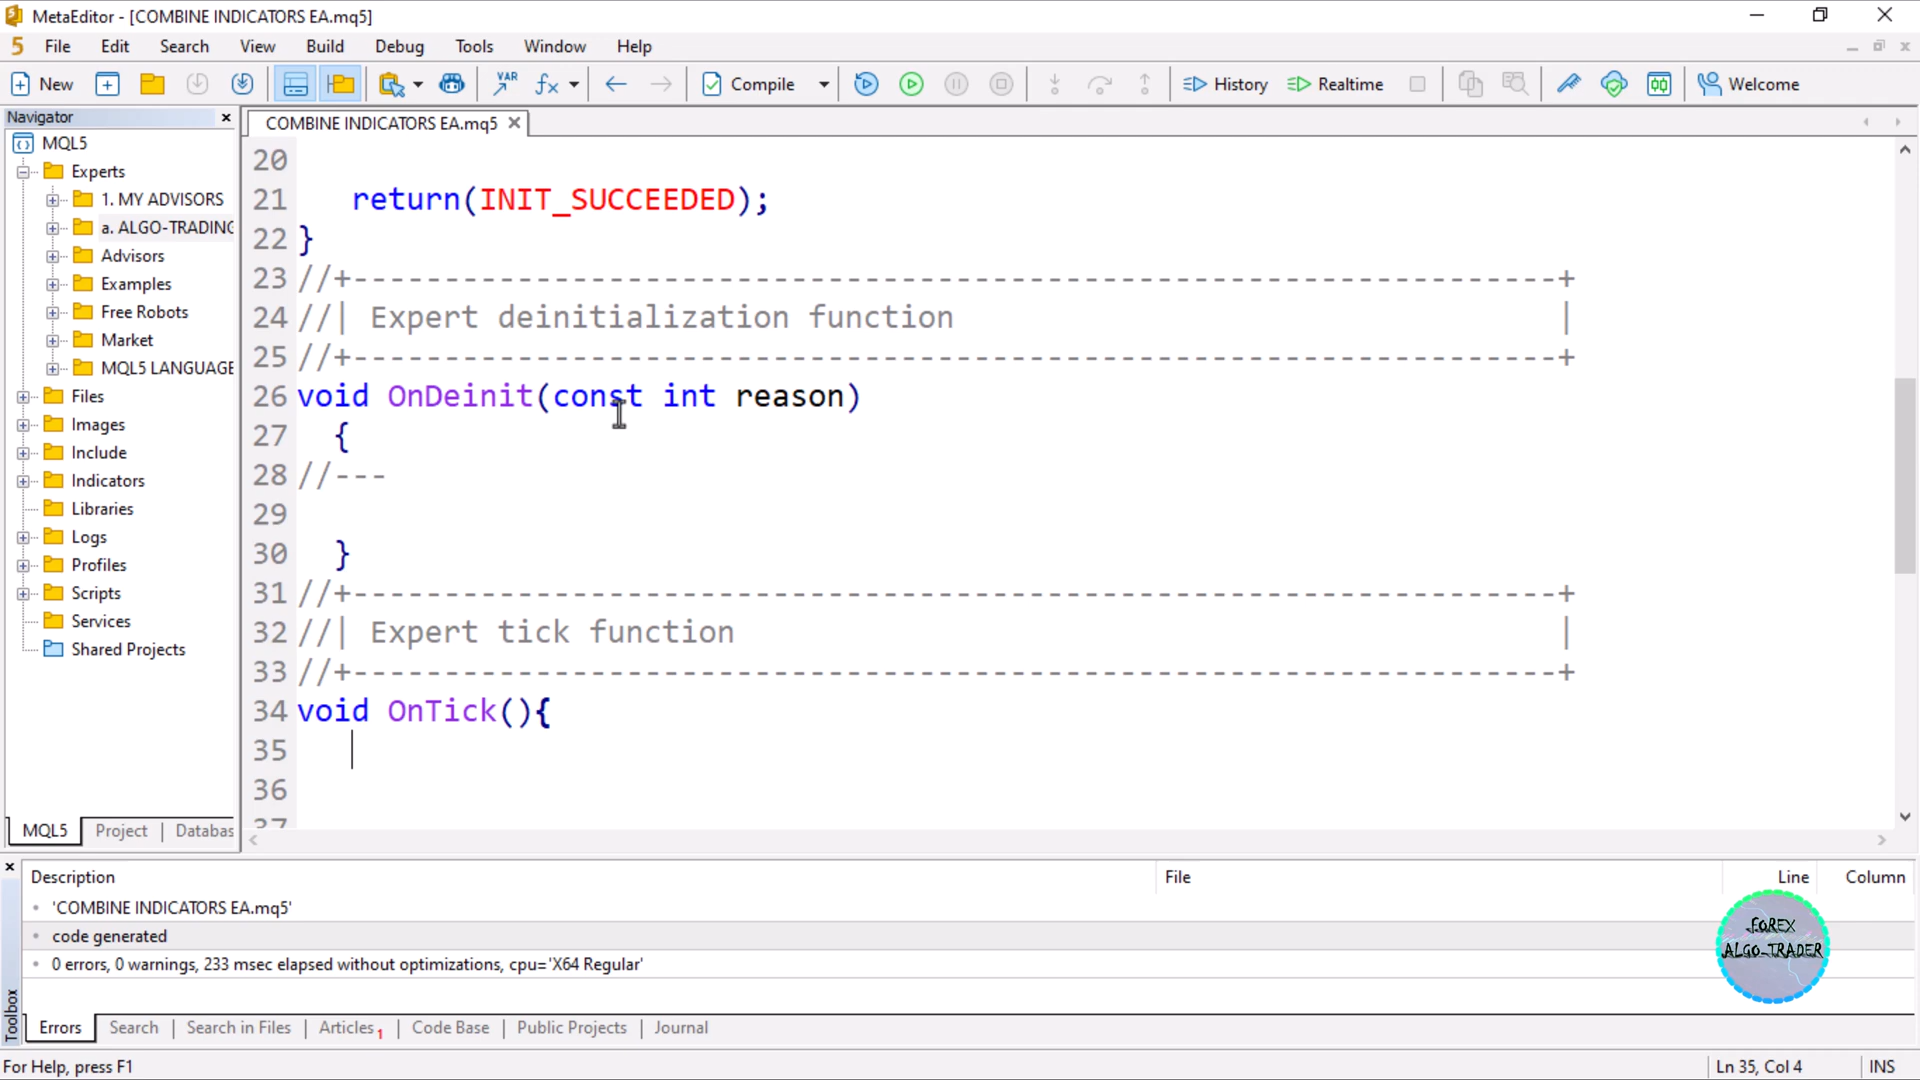 MetaEditor - [COMBINE INDICATORS EA.mq5]
5 File Edit Search View Build Debug Tools Window Help
New VAR fx Compile History Realtime Welcome
Navigator
COMBINE INDICATORS EA.mq5
MQL5
Experts
1. MY ADVISORS
a. ALGO-TRADING
Advisors
Examples
Free Robots
Market
MQL5 LANGUAGE
Files
Images
Include
Indicators
Libraries
Logs
Profiles
Scripts
Services
Shared Projects
MQL5 Project Databas
20
21 return(INIT_SUCCEEDED);
22 }
23 //+------------------------------------------------------------------+
24 //| Expert deinitialization function |
25 //+------------------------------------------------------------------+
26 void OnDeinit(const int reason)
27 {
28 //---
29
30 }
31 //+------------------------------------------------------------------+
32 //| Expert tick function |
33 //+------------------------------------------------------------------+
34 void OnTick(){
35
36
37
Description File Line Column
'COMBINE INDICATORS EA.mq5'
code generated
0 errors, 0 warnings, 233 msec elapsed without optimizations, cpu='X64 Regular'
FOREX
ALGO-TRADER
Toolbox
Errors Search Search in Files Articles 1 Code Base Public Projects Journal
For Help, press F1 Ln 35, Col 4 INS